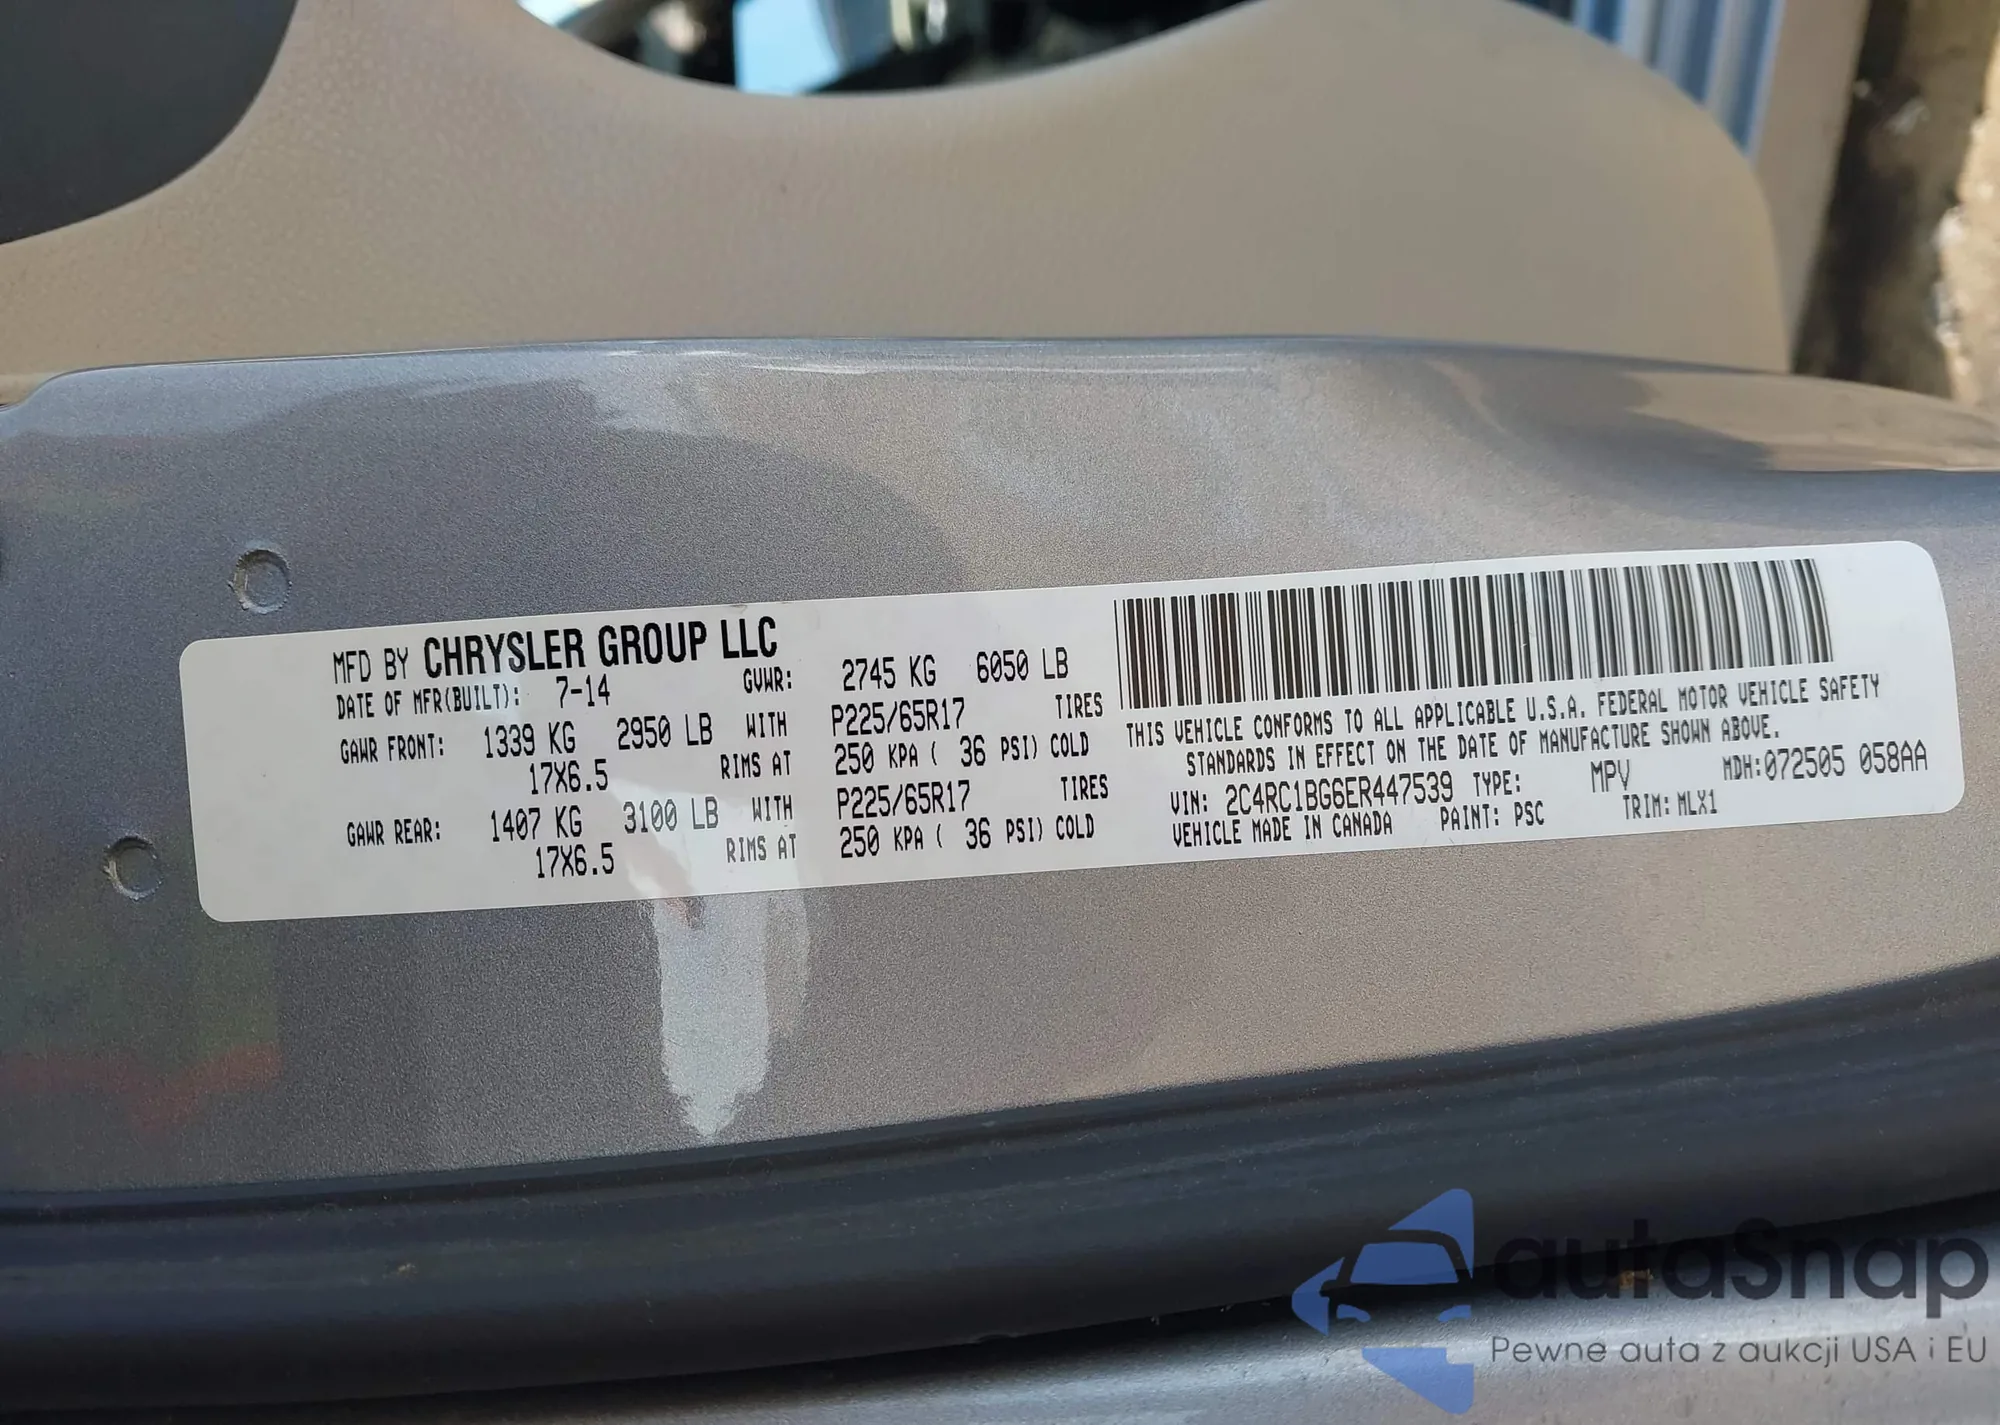 MFD BY CHRYSLER GROUP LLC
DATE OF MFR(BUILT): 7-14 GVWR: 2745 KG 6050 LB
GAWR FRONT: 1339 KG 2950 LB WITH P225/65R17 TIRES
17X6.5 RIMS AT 250 KPA ( 36 PSI) COLD
GAWR REAR: 1407 KG 3100 LB WITH P225/65R17 TIRES
17X6.5 RIMS AT 250 KPA ( 36 PSI) COLD
THIS VEHICLE CONFORMS TO ALL APPLICABLE U.S.A. FEDERAL MOTOR VEHICLE SAFETY
STANDARDS IN EFFECT ON THE DATE OF MANUFACTURE SHOWN ABOVE.
VIN: 2C4RC1BG6ER447539 TYPE: MPV MDH:072505 058AA
VEHICLE MADE IN CANADA PAINT: PSC TRIM: MLX1
autaSnap
Pewne auta z aukcji USA i EU